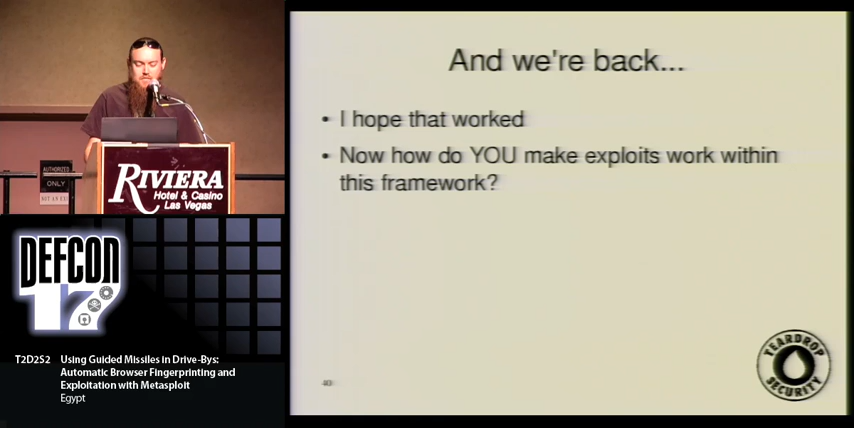 And we're back...
• I hope that worked
• Now how do YOU make exploits work within
this framework?
40
TEARDROP
SECURITY
AUTHORIZED
ONLY
RIVIERA
Hotel & Casino
Las Vegas
DEFCON
17
T2D2S2 Using Guided Missiles in Drive-Bys:
Automatic Browser Fingerprinting and
Exploitation with Metasploit
Egypt